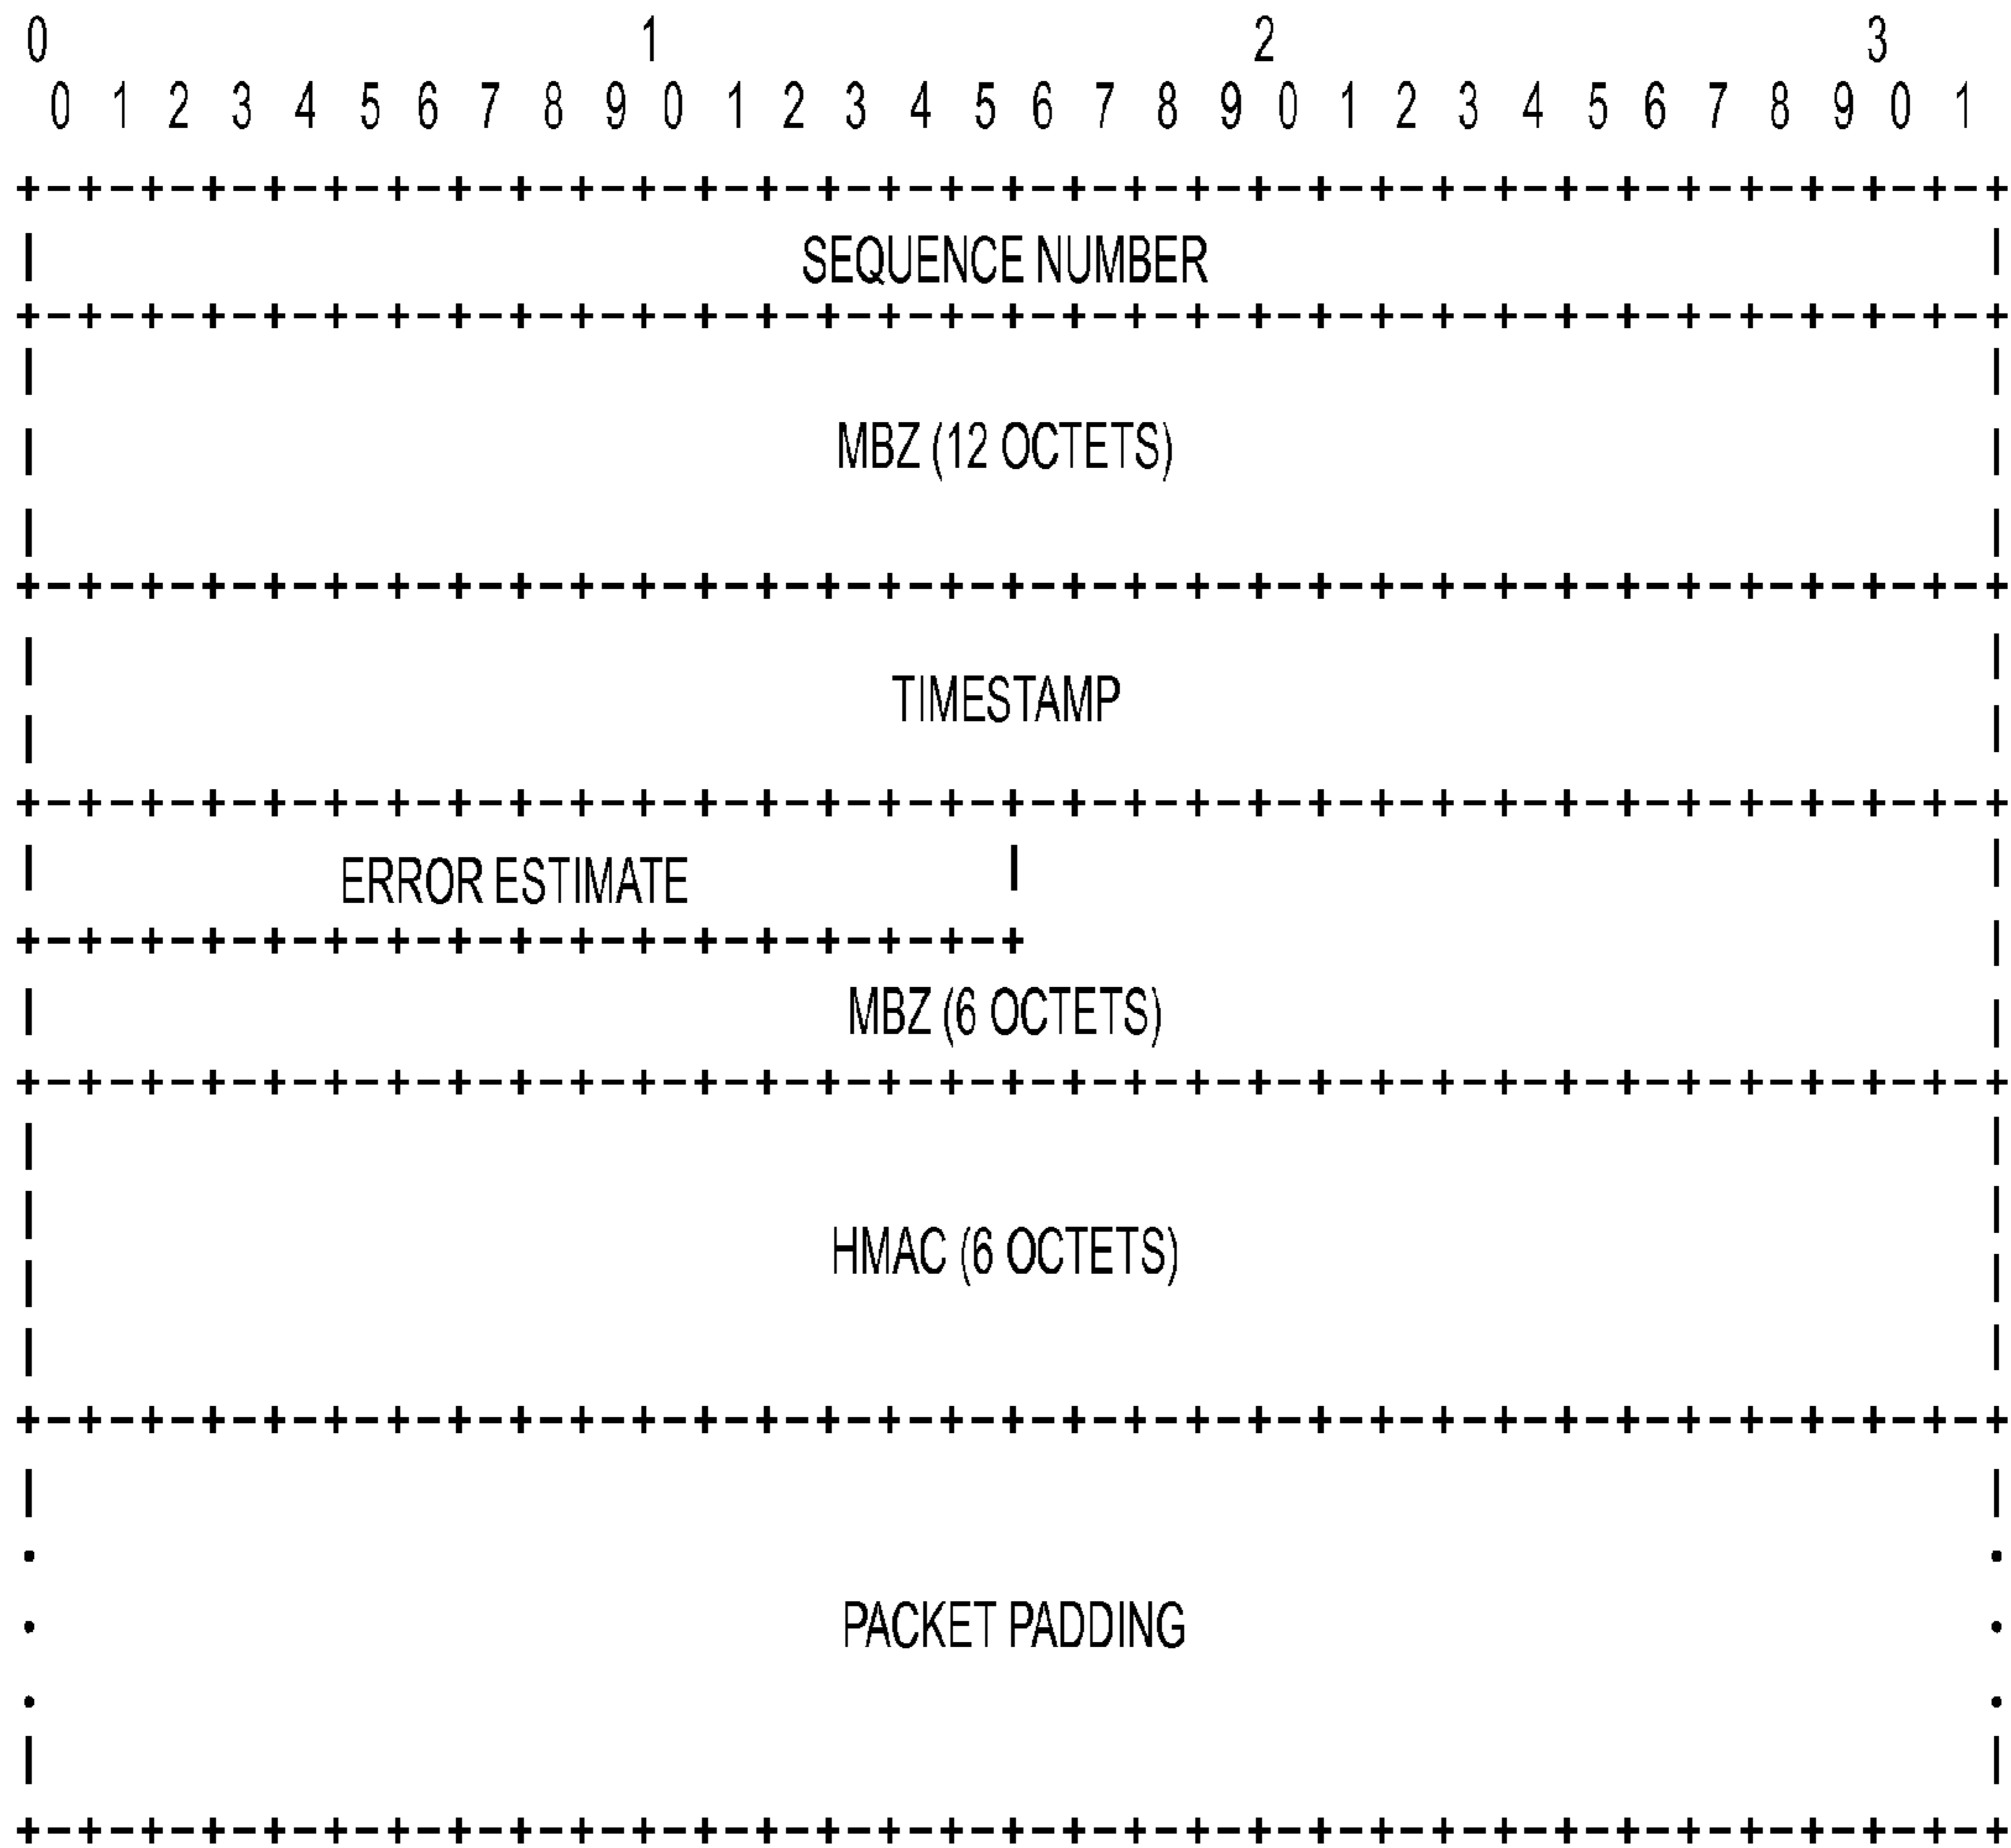 0 1 2 3
0 1 2 3 4 5 6 7 8 9 0 1 2 3 4 5 6 7 8 9 0 1 2 3 4 5 6 7 8 9 0 1
+-+-+-+-+-+-+-+-+-+-+-+-+-+-+-+-+-+-+-+-+-+-+-+-+-+-+-+-+-+-+-+-+
| SEQUENCE NUMBER |
+-+-+-+-+-+-+-+-+-+-+-+-+-+-+-+-+-+-+-+-+-+-+-+-+-+-+-+-+-+-+-+-+
| |
| MBZ (12 OCTETS) |
| |
+-+-+-+-+-+-+-+-+-+-+-+-+-+-+-+-+-+-+-+-+-+-+-+-+-+-+-+-+-+-+-+-+
| |
TIMESTAMP
| |
+-+-+-+-+-+-+-+-+-+-+-+-+-+-+-+-+-+-+-+-+-+-+-+-+-+-+-+-+-+-+-+-+
| ERROR ESTIMATE | |
+-+-+-+-+-+-+-+-+-+-+-+-+-+-+-+-+ |
| MBZ (6 OCTETS) |
+-+-+-+-+-+-+-+-+-+-+-+-+-+-+-+-+-+-+-+-+-+-+-+-+-+-+-+-+-+-+-+-+
| |
| |
HMAC (6 OCTETS)
| |
| |
+-+-+-+-+-+-+-+-+-+-+-+-+-+-+-+-+-+-+-+-+-+-+-+-+-+-+-+-+-+-+-+-+
| |
. .
. PACKET PADDING .
. .
| |
+-+-+-+-+-+-+-+-+-+-+-+-+-+-+-+-+-+-+-+-+-+-+-+-+-+-+-+-+-+-+-+-+